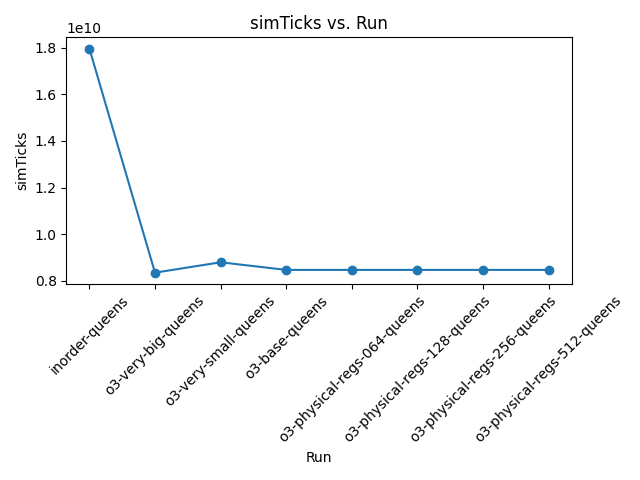 simTicks vs. Run
1e10
1.8
1.6
1.4
1.2
1.0
0.8
simTicks
inorder-queens
o3-very-big-queens
o3-very-small-queens
o3-base-queens
o3-physical-regs-064-queens
o3-physical-regs-128-queens
o3-physical-regs-256-queens
o3-physical-regs-512-queens
Run